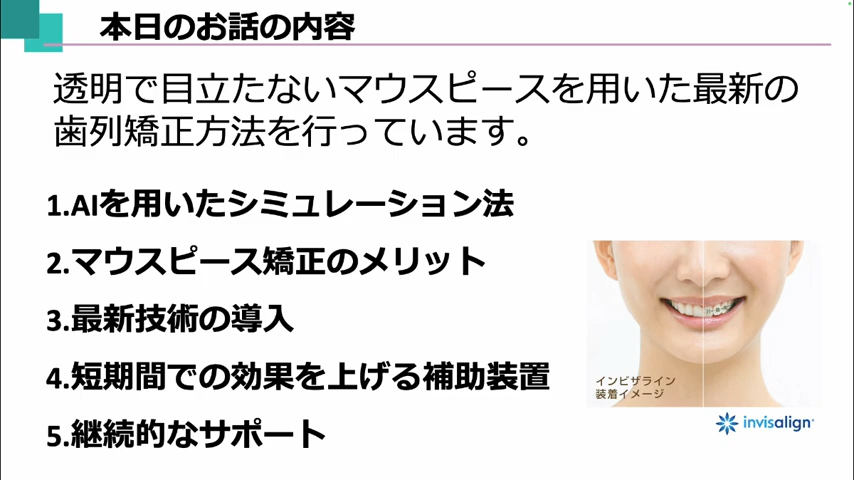 本日のお話の内容
透明で目立たないマウスピースを用いた最新の
歯列矯正方法を行っています。
1.AIを用いたシミュレーション法
2.マウスピース矯正のメリット
3.最新技術の導入
4.短期間での効果を上げる補助装置
5.継続的なサポート
インビザライン
装着イメージ
invisalign